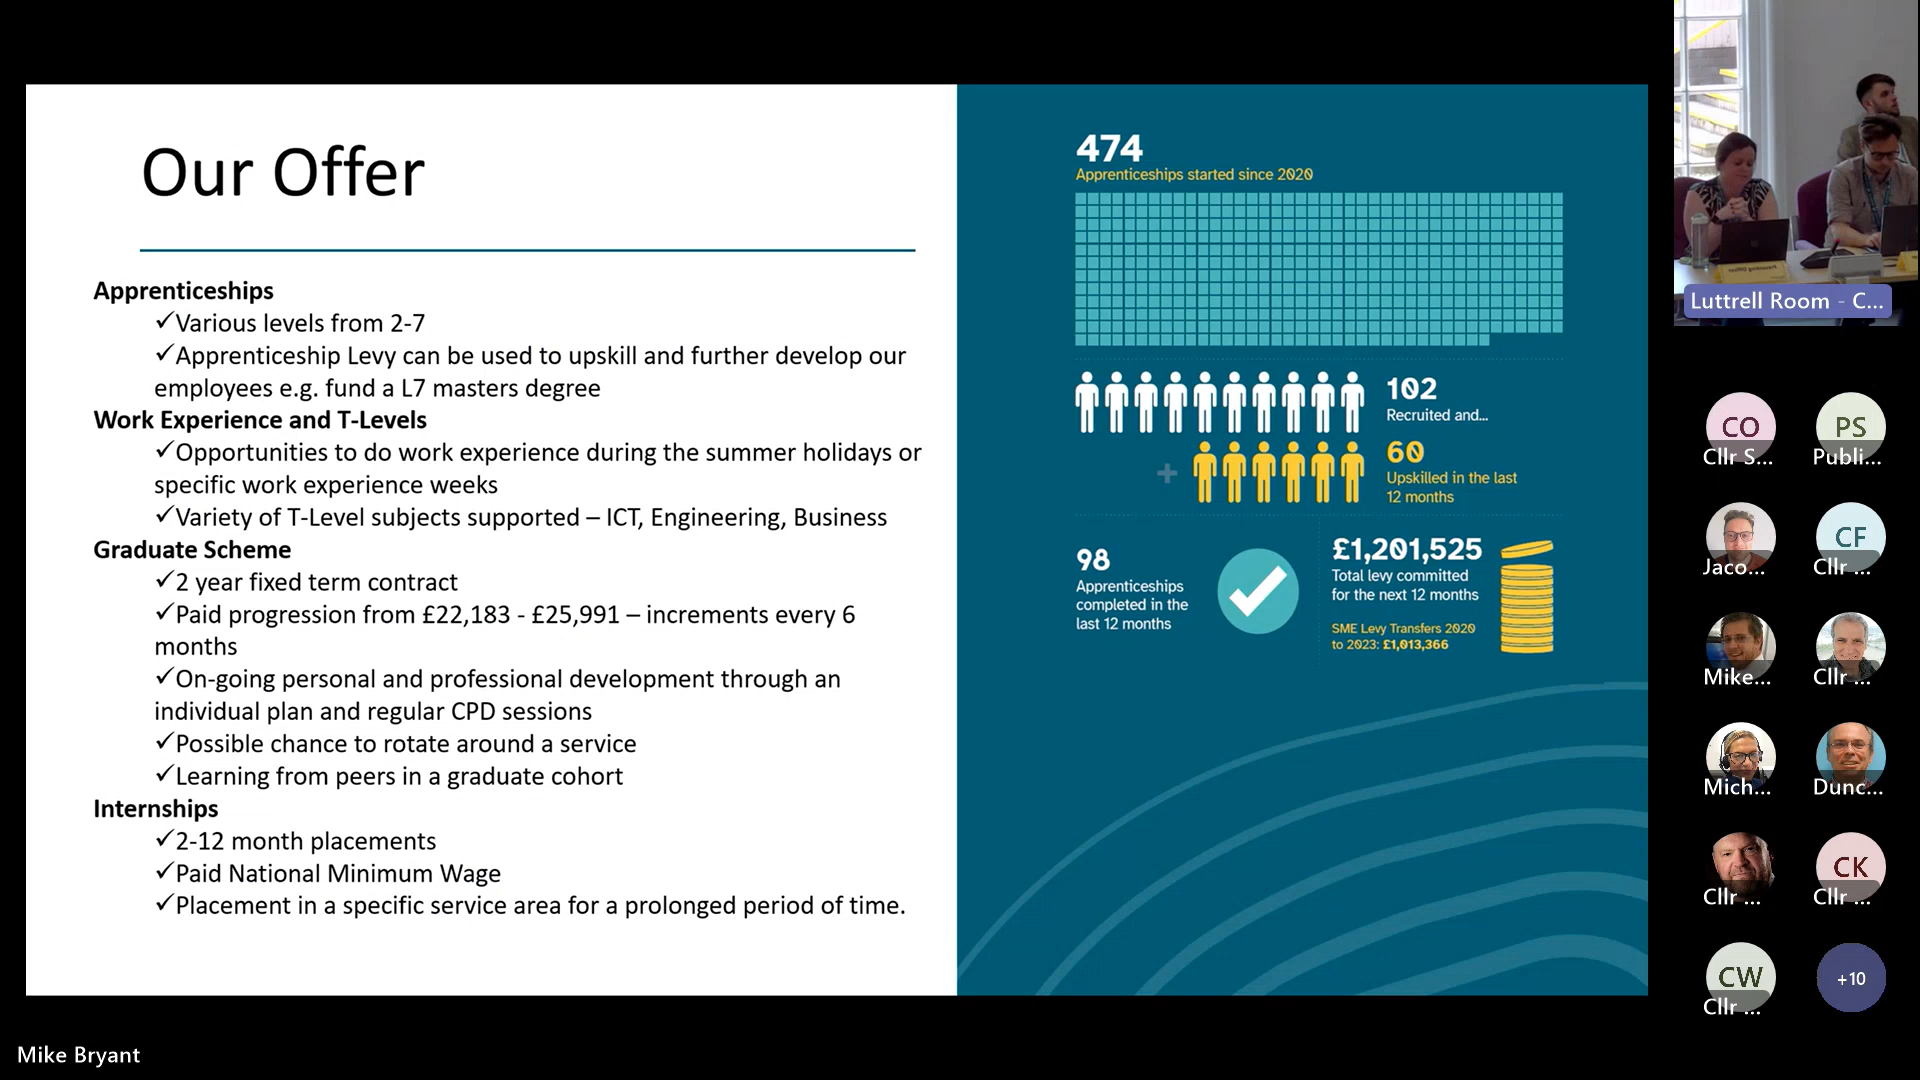 Our Offer
Apprenticeships
✓Various levels from 2-7
✓Apprenticeship Levy can be used to upskill and further develop our
employees e.g. fund a L7 masters degree
Work Experience and T-Levels
✓Opportunities to do work experience during the summer holidays or
specific work experience weeks
✓Variety of T-Level subjects supported – ICT, Engineering, Business
Graduate Scheme
✓2 year fixed term contract
✓Paid progression from £22,183 - £25,991 – increments every 6
months
✓On-going personal and professional development through an
individual plan and regular CPD sessions
✓Possible chance to rotate around a service
✓Learning from peers in a graduate cohort
Internships
✓2-12 month placements
✓Paid National Minimum Wage
✓Placement in a specific service area for a prolonged period of time.
474
Apprenticeships started since 2020
102
Recruited and...
+
60
Upskilled in the last
12 months
98
Apprenticeships
completed in the
last 12 months
£1,201,525
Total levy committed
for the next 12 months
SME Levy Transfers 2020
to 2023: £1,013,366
Luttrell Room - C...
CO
Cllr S...
PS
Publi...
Jaco...
CF
Cllr ...
Mike...
Cllr ...
Mich...
Dunc...
Cllr ...
CK
Cllr ...
CW
Cllr ...
+10
Mike Bryant